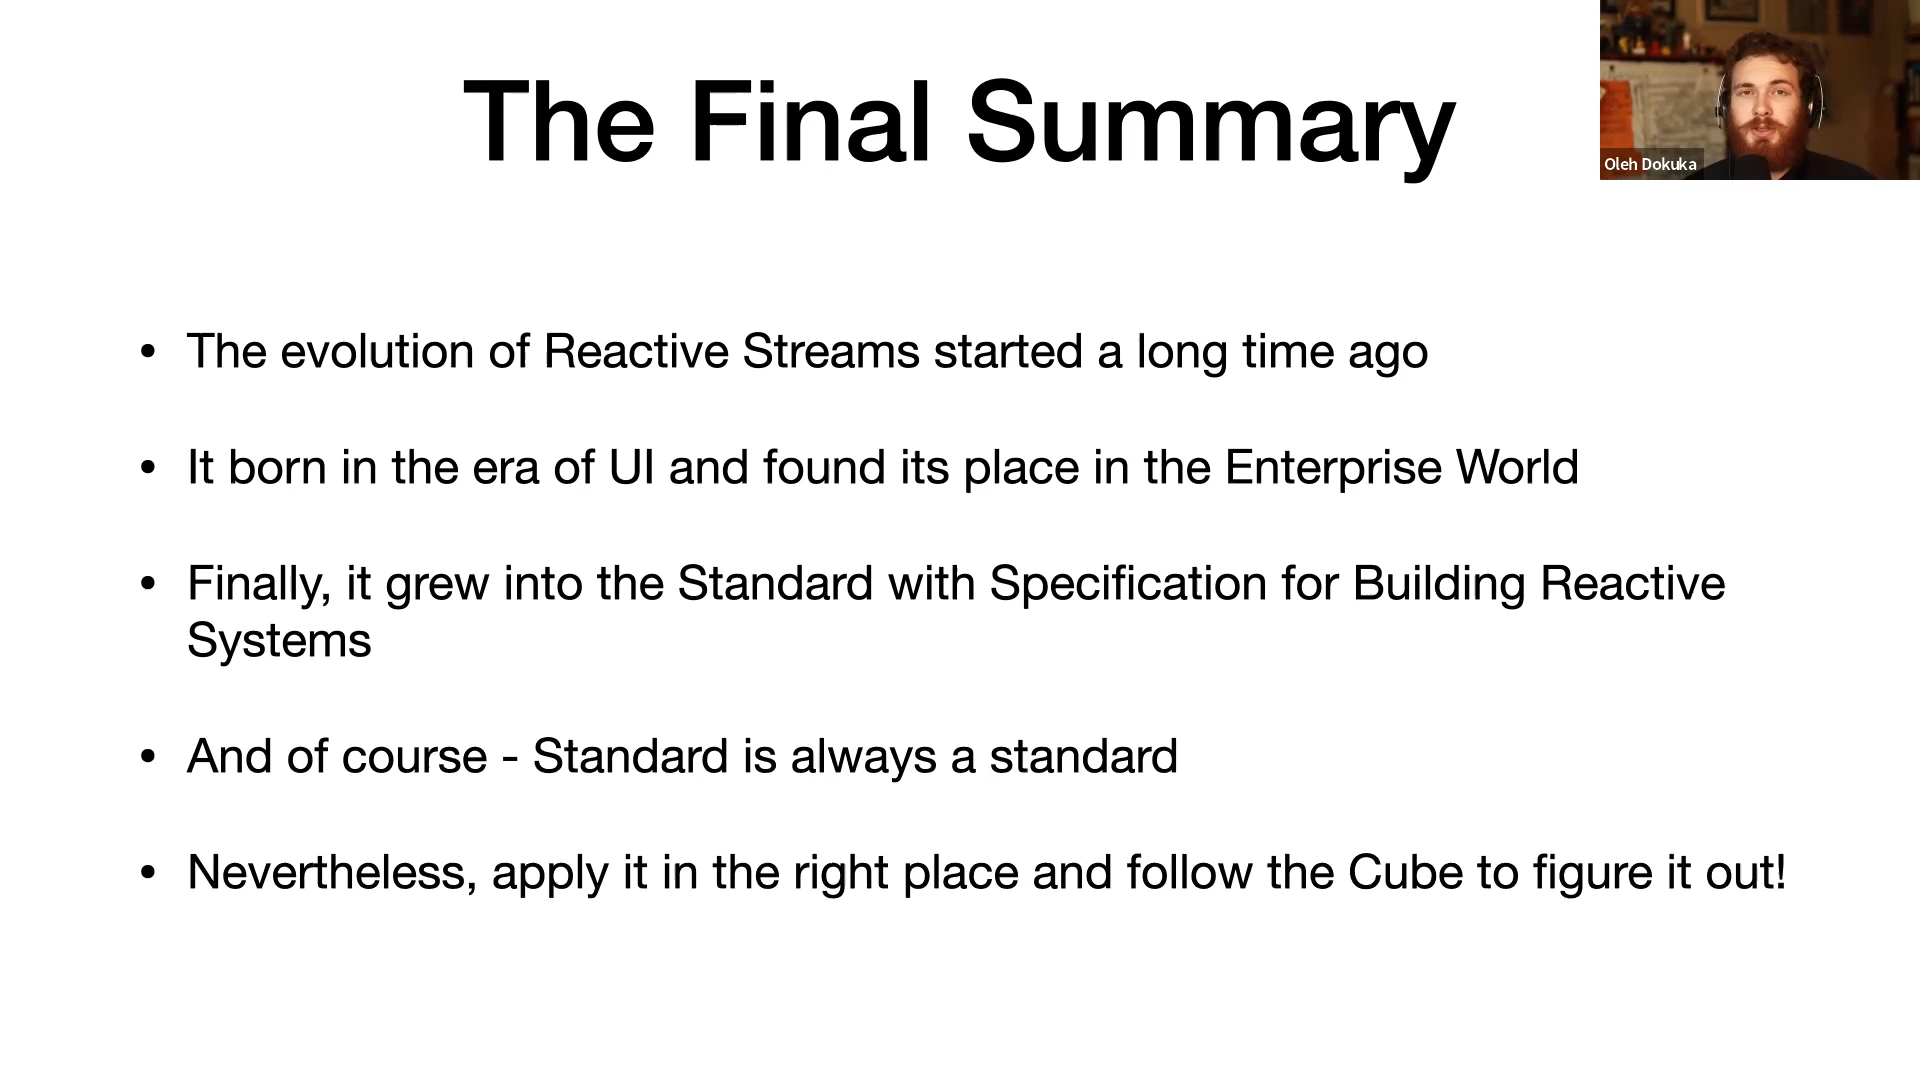 The Final Summary
Oleh Dokuka
• The evolution of Reactive Streams started a long time ago
• It born in the era of UI and found its place in the Enterprise World
• Finally, it grew into the Standard with Specification for Building Reactive
Systems
• And of course - Standard is always a standard
• Nevertheless, apply it in the right place and follow the Cube to figure it out!